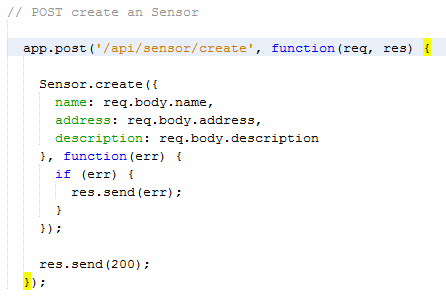 // POST create an Sensor
app.post('/api/sensor/create', function(req, res) {
Sensor.create({
name: req.body.name,
address: req.body.address,
description: req.body.description
}, function(err) {
if (err) {
res.send(err);
}
});
res.send(200);
});